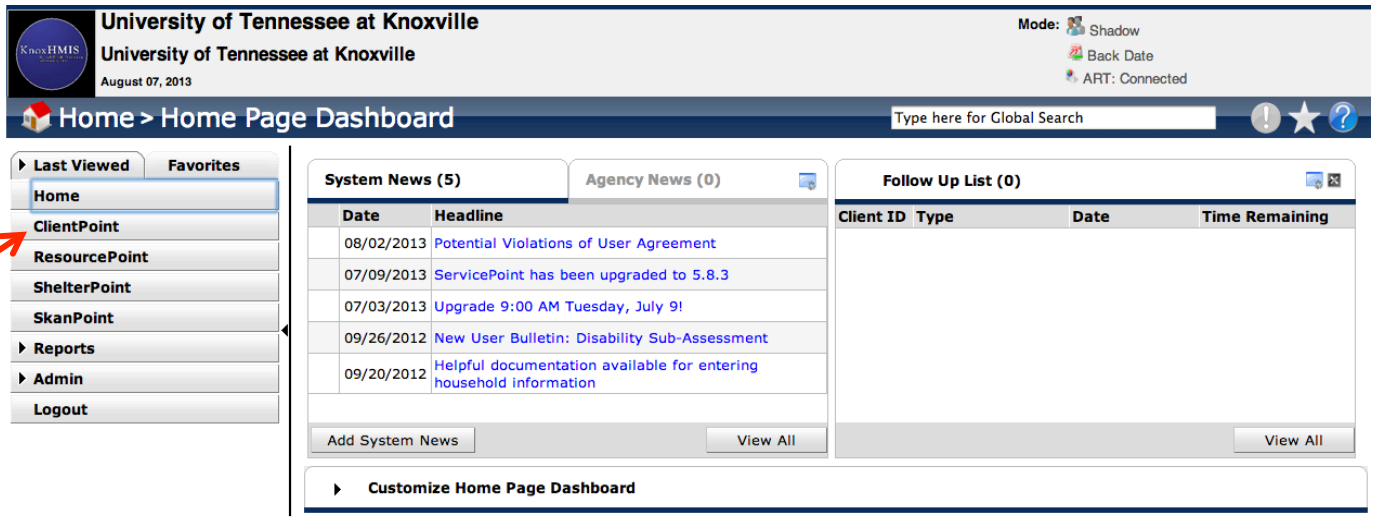 University of Tennessee at Knoxville
KnoxHMIS
University of Tennessee at Knoxville
August 07, 2013
Mode: Shadow
Back Date
ART: Connected
Home > Home Page Dashboard
Type here for Global Search
Last Viewed Favorites
Home
ClientPoint
ResourcePoint
ShelterPoint
SkanPoint
Reports
Admin
Logout
System News (5) Agency News (0)
Date Headline
08/02/2013 Potential Violations of User Agreement
07/09/2013 ServicePoint has been upgraded to 5.8.3
07/03/2013 Upgrade 9:00 AM Tuesday, July 9!
09/26/2012 New User Bulletin: Disability Sub-Assessment
09/20/2012 Helpful documentation available for entering
household information
Add System News View All
Follow Up List (0)
Client ID Type Date Time Remaining
View All
Customize Home Page Dashboard